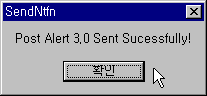 SendNtfn
Post Alert 3,0 Sent Sucessfully!
확인